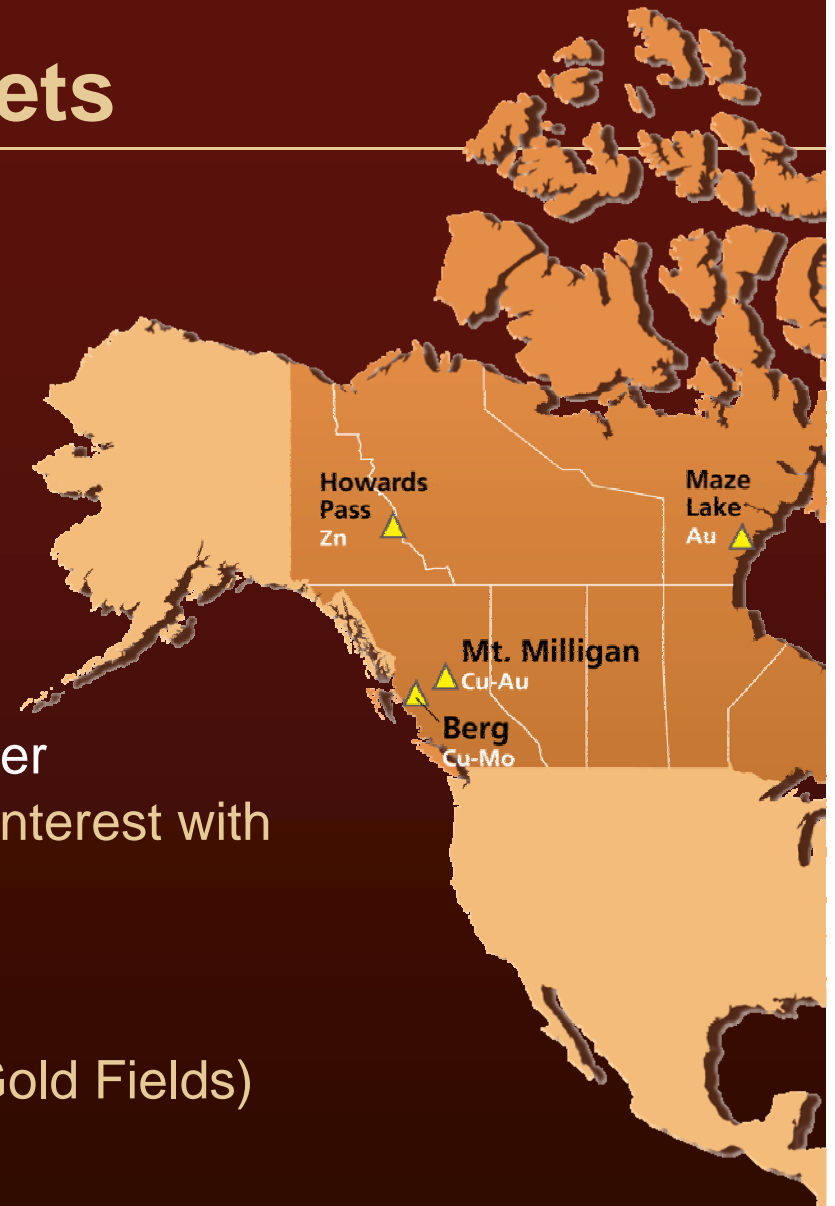 ets
Howards
Pass
Zn
Maze
Lake
Au
Mt. Milligan
Cu-Au
Berg
Cu-Mo
er
nterest with
Gold Fields)